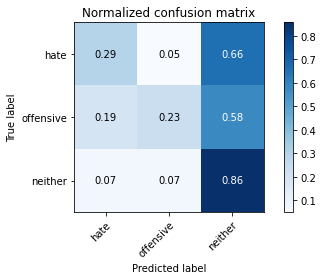 Normalized confusion matrix
True label
hate 0.29 0.05 0.66
offensive 0.19 0.23 0.58
neither 0.07 0.07 0.86
hate offensive neither
Predicted label
0.8
0.7
0.6
0.5
0.4
0.3
0.2
0.1